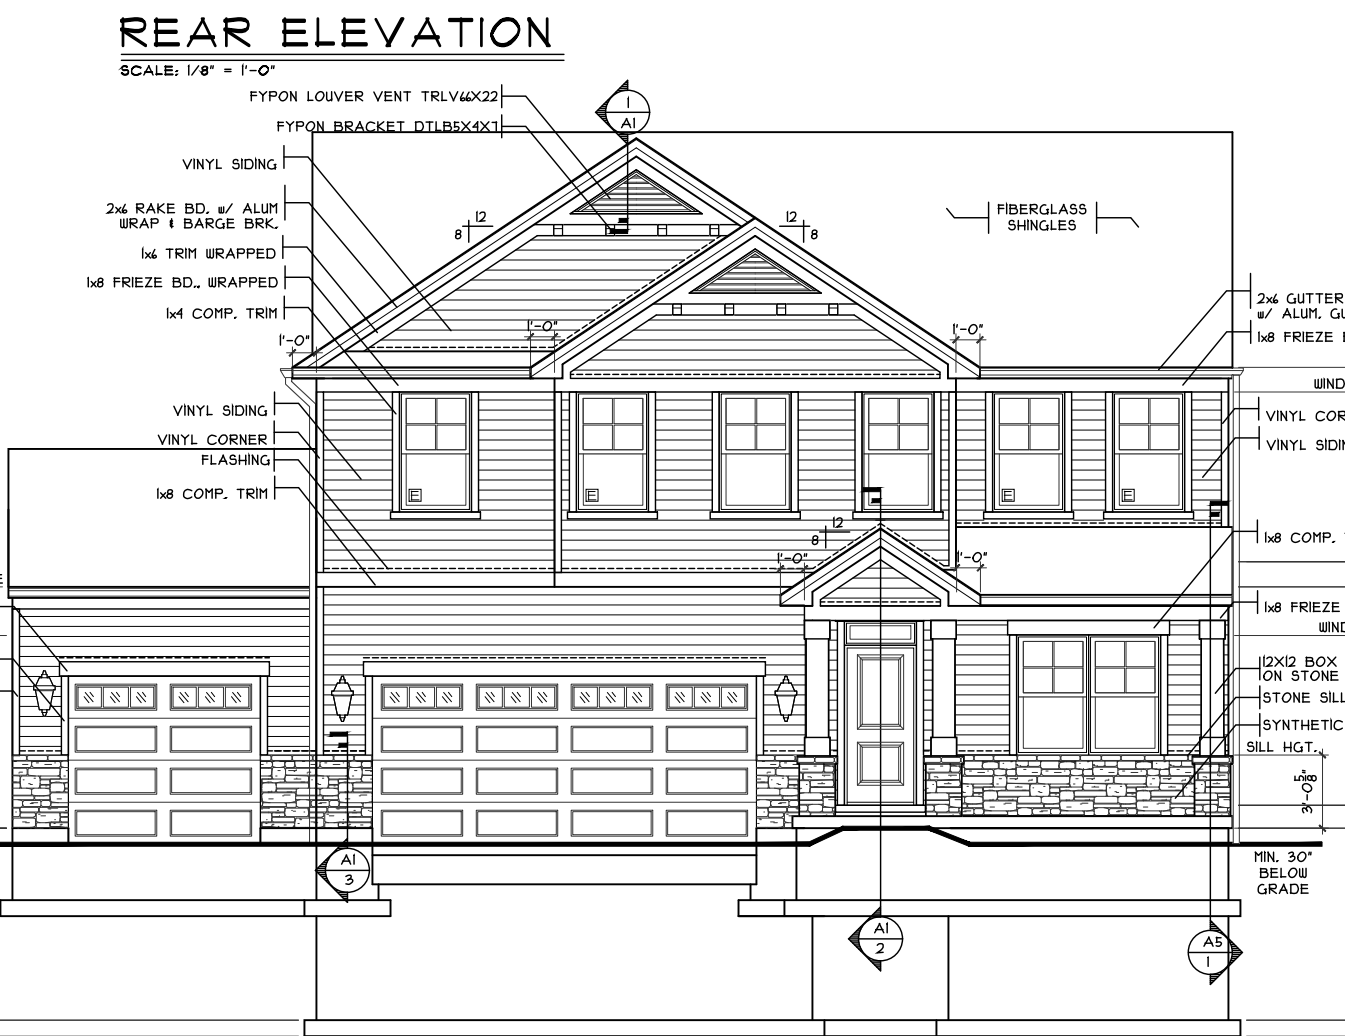 REAR ELEVATION
SCALE: 1/8" = 1'-0"
FYPON LOUVER VENT TRLV66X22
FYPON BRACKET DTLB5X4X7
1
A1
VINYL SIDING
2x6 RAKE BD. w/ ALUM
WRAP & BARGE BRK.
1x6 TRIM WRAPPED
1x8 FRIEZE BD., WRAPPED
1x4 COMP. TRIM
12
8
12
8
FIBERGLASS
SHINGLES
2x6 GUTTER
w/ ALUM. GU
1x8 FRIEZE B
1'-0"
1'-0"
1'-0"
WIND
VINYL SIDING
VINYL CORNER
FLASHING
1x8 COMP. TRIM
VINYL COR
VINYL SIDIN
E
E
E
E
12
8
1'-0"
1'-0"
1x8 COMP. T
1x8 FRIEZE
WIND
12X12 BOX
ON STONE
STONE SILL
SYNTHETIC
SILL HGT.
3'-0 5/8"
MIN. 30"
BELOW
GRADE
A1
3
A1
2
A5
1